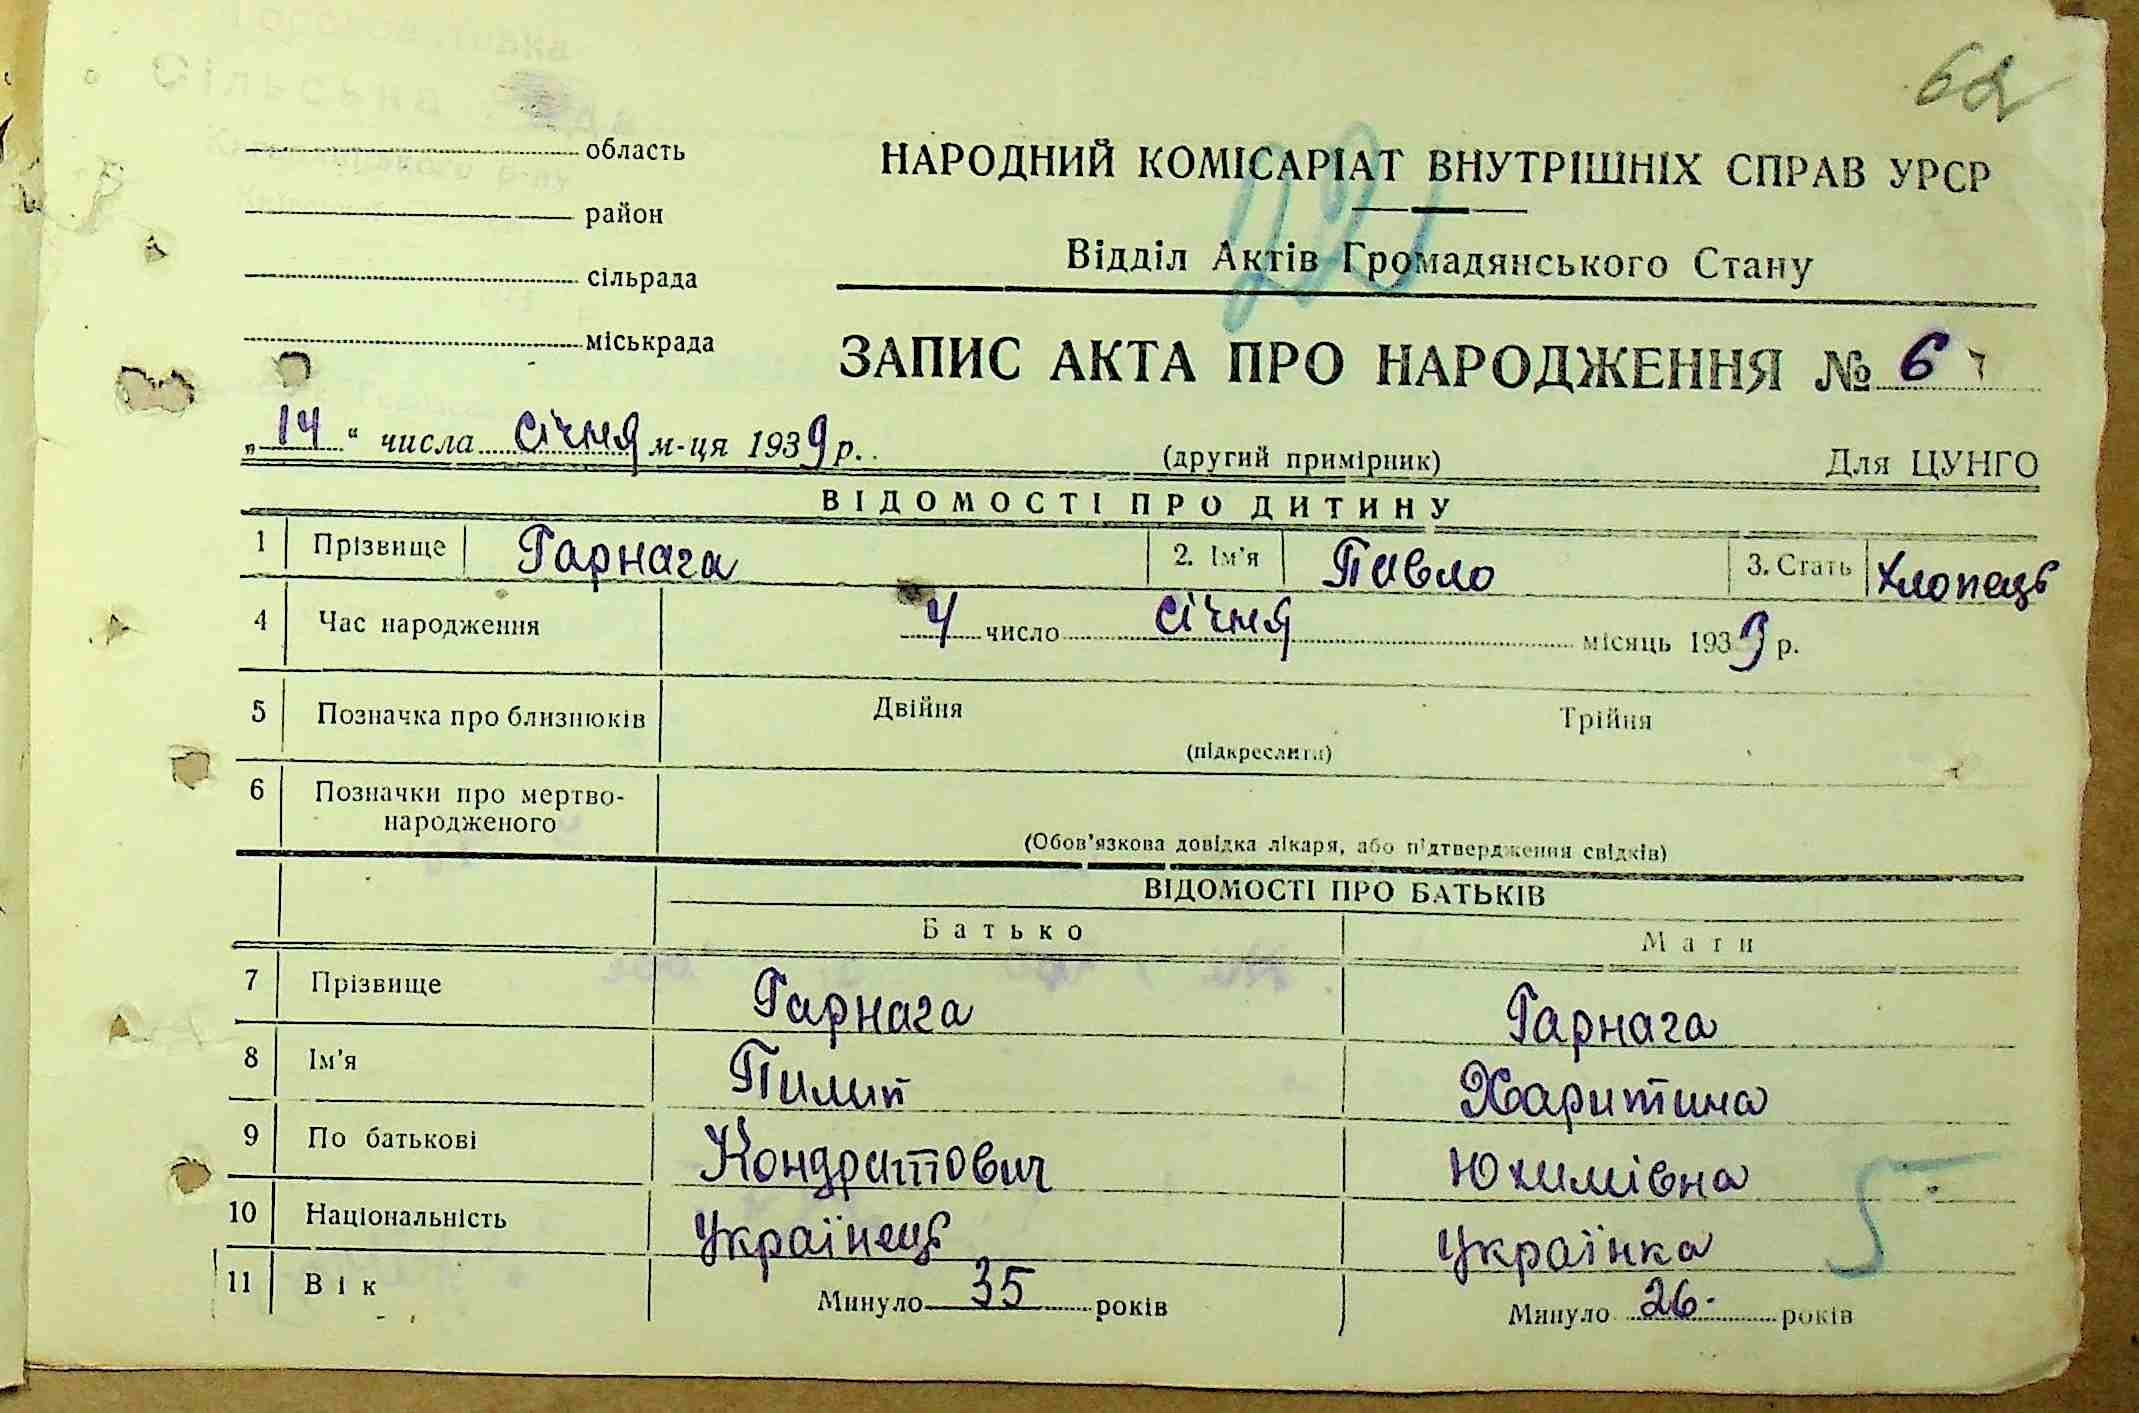 62
область
НАРОДНИЙ КОМІСАРІАТ ВНУТРІШНІХ СПРАВ УРСР
район
22
Відділ Актів Громадянського Стану
сільрада
міськрада
ЗАПИС АКТА ПРО НАРОДЖЕННЯ № 6
„14“ числа січня м-ця 1939 р.
(другий примірник)
Для ЦУНГО
ВІДОМОСТІ ПРО ДИТИНУ
1 Прізвище Гарнага 2. Ім'я Павло 3. Стать хлопець
4 Час народження 4 число січня місяць 1939 р.
5 Позначка про близнюків Двійня Трійня
(підкреслити)
6 Позначки про мертво-
народженого
(Обов'язкова довідка лікаря, або підтвердження свідків)
ВІДОМОСТІ ПРО БАТЬКІВ
Батько Мати
7 Прізвище Гарнага Гарнага
8 Ім'я Пилип Харитина
9 По батькові Кондратович Юхимівна
5
10 Національність Українець Українка
11 Вік Минуло 35 років Минуло 26 років